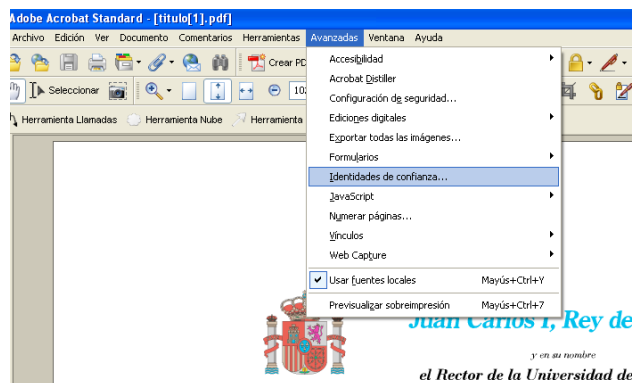 Adobe Acrobat Standard - [titulo[1].pdf]
Archivo Edición Ver Documento Comentarios Herramientas Avanzadas Ventana Ayuda
Crear PD
Seleccionar 102
Herramienta Llamadas Herramienta Nube Herramienta
Accesibilidad
Acrobat Distiller
Configuración de seguridad...
Ediciones digitales
Exportar todas las imágenes...
Formularios
Identidades de confianza...
JavaScript
Numerar páginas...
Vínculos
Web Capture
Usar fuentes locales Mayús+Ctrl+Y
Previsualizar sobreimpresión Mayús+Ctrl+7
Juan Carlos I, Rey de
y en su nombre
el Rector de la Universidad de